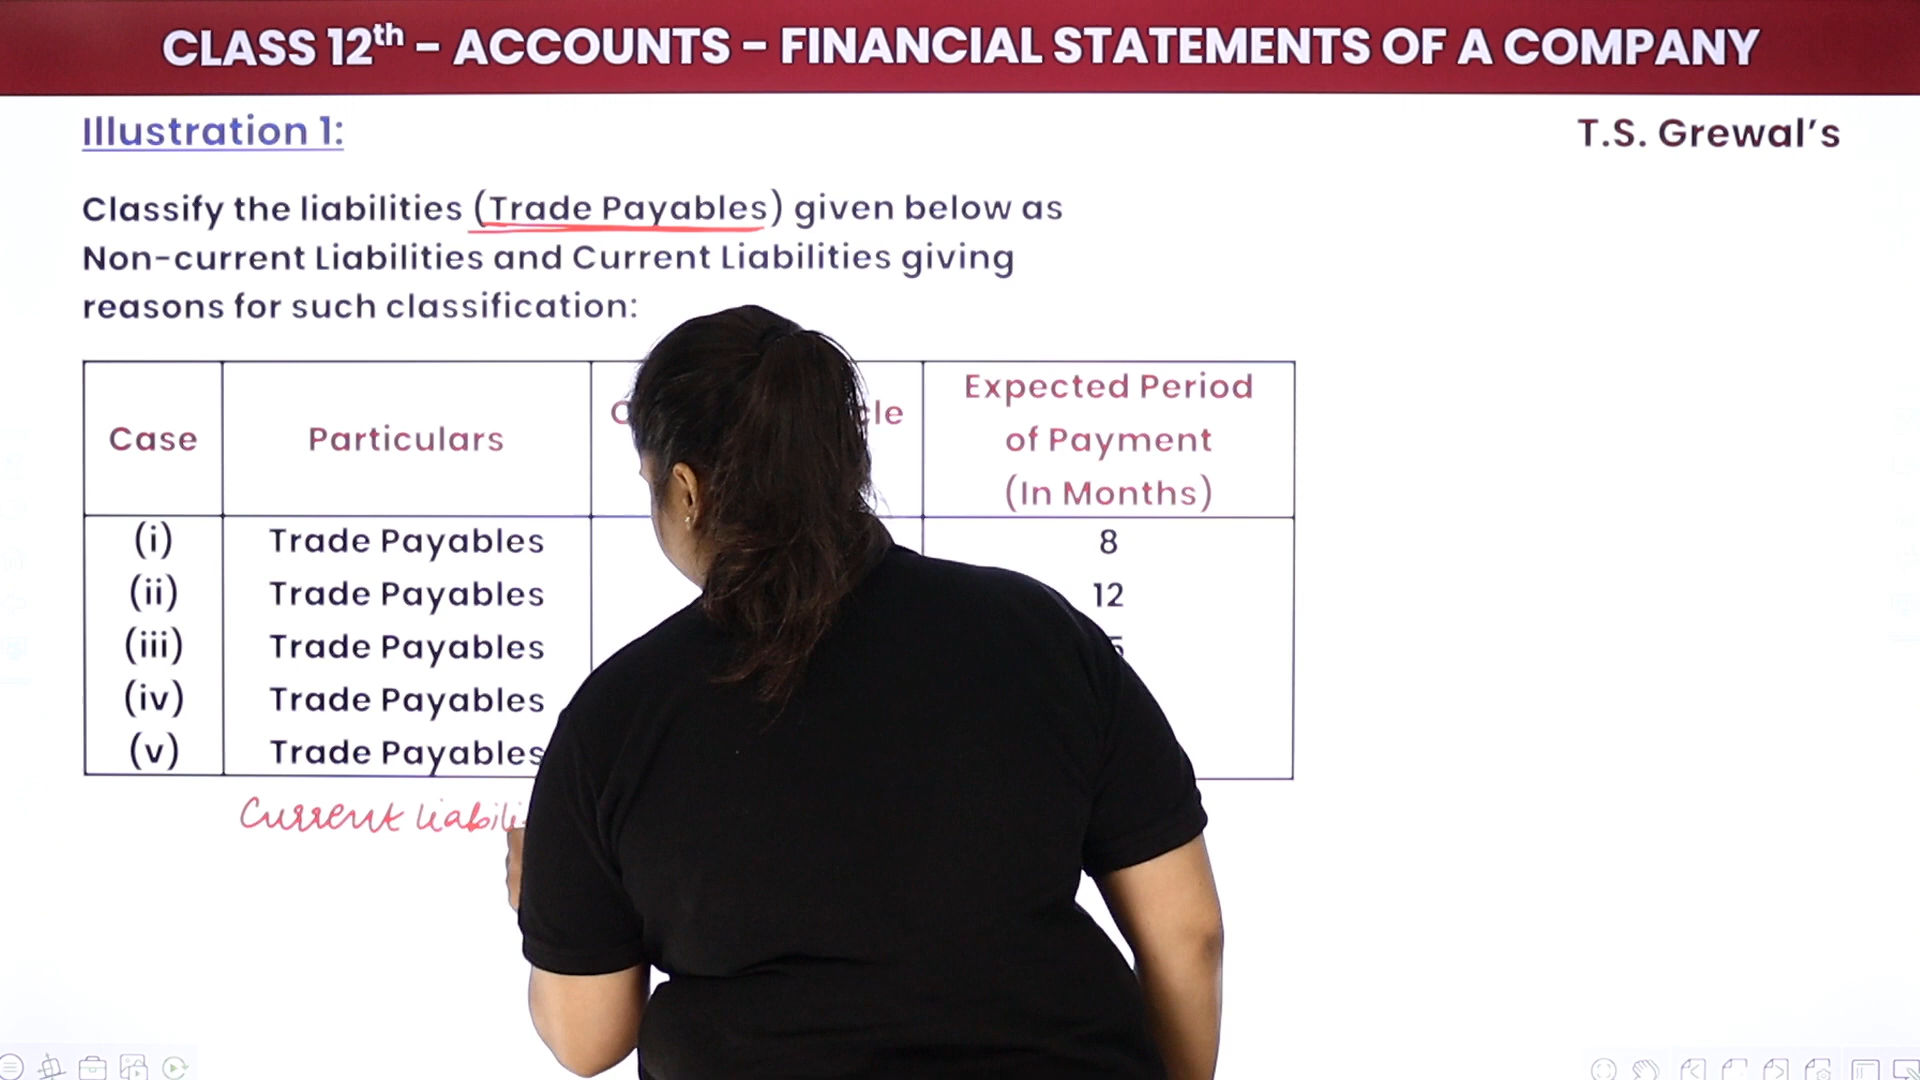 CLASS 12th - ACCOUNTS - FINANCIAL STATEMENTS OF A COMPANY
Illustration 1:
T.S. Grewal's
Classify the liabilities (Trade Payables) given below as
Non-current Liabilities and Current Liabilities giving
reasons for such classification:
Case
Particulars
Expected Period
of Payment
(In Months)
(i) Trade Payables 8
(ii) Trade Payables 12
(iii) Trade Payables
(iv) Trade Payables
(v) Trade Payables
Current liabili